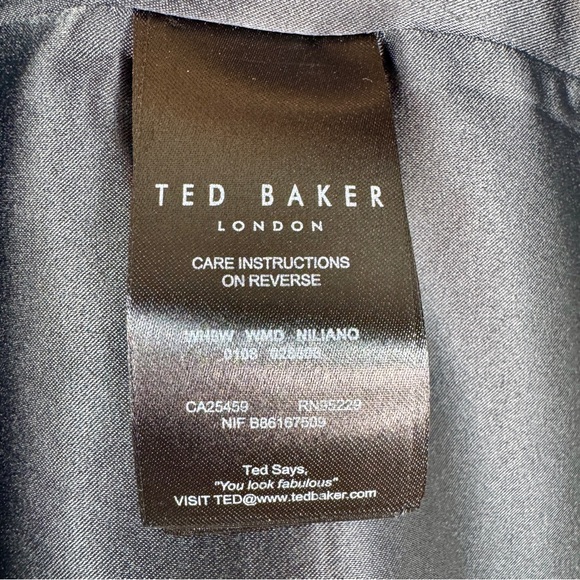 TED BAKER
LONDON
CARE INSTRUCTIONS
ON REVERSE
WMD NILIANO
0108
CA25459 RN95229
NIF B86167509
Ted Says,
"You look fabulous"
VISIT TED@www.tedbaker.com